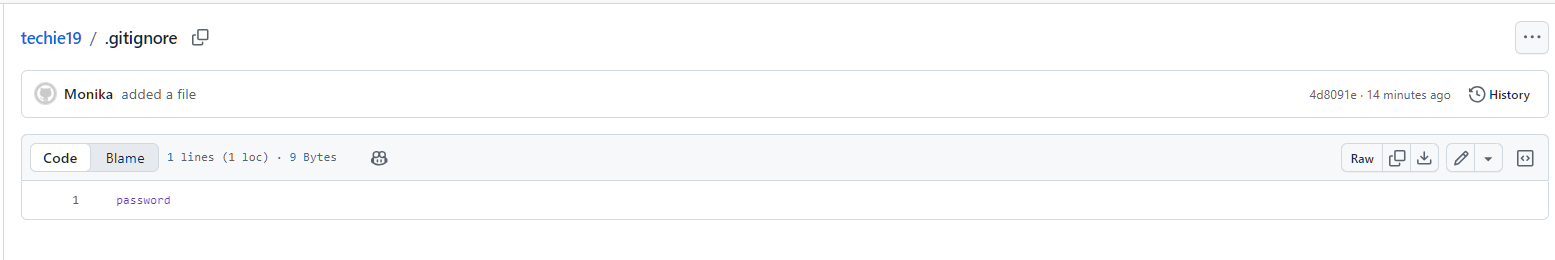 techie19 / .gitignore
Monika added a file 4d8091e · 14 minutes ago History
Code Blame 1 lines (1 loc) · 9 Bytes Raw
1 password